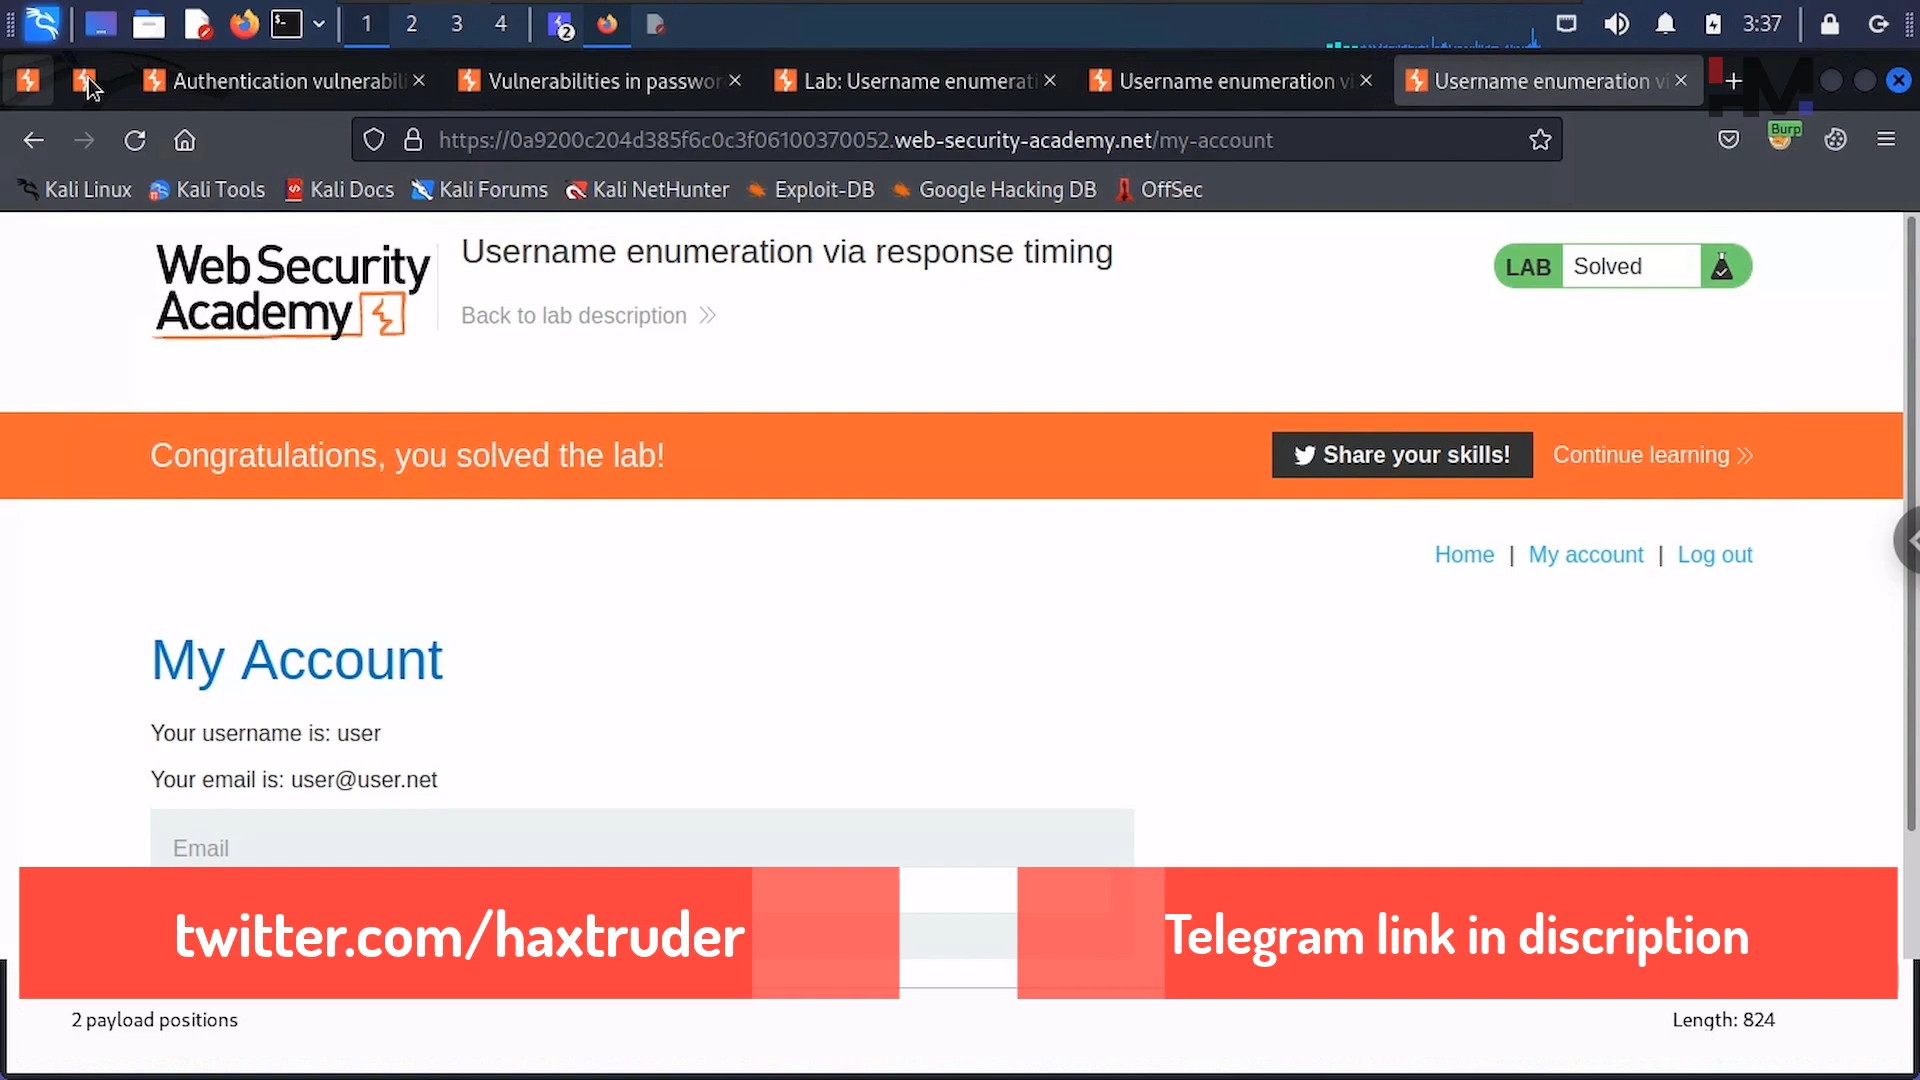 1 2 3 4 2 3:37
Authentication vulnerabili Vulnerabilities in passwor Lab: Username enumerati Username enumeration vi Username enumeration vi HM
https://0a9200c204d385f6c0c3f06100370052.web-security-academy.net/my-account Burp
Kali Linux Kali Tools Kali Docs Kali Forums Kali NetHunter Exploit-DB Google Hacking DB OffSec
Web Security
Academy
Username enumeration via response timing
Back to lab description
LAB Solved
Congratulations, you solved the lab! Share your skills! Continue learning
Home | My account | Log out
My Account
Your username is: user
Your email is: user@user.net
Email
twitter.com/haxtruder Telegram link in discription
2 payload positions Length: 824